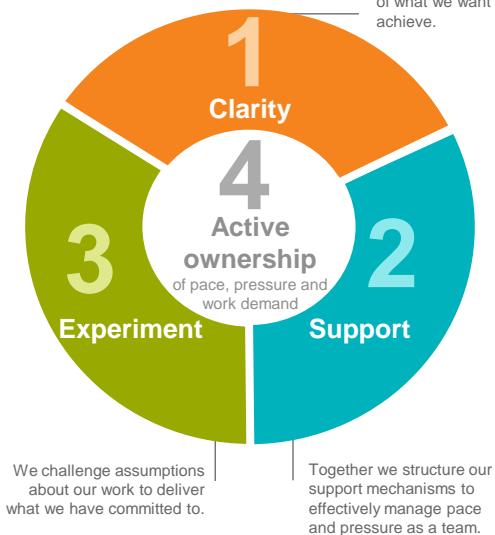 of what we want
achieve.
1
Clarity
4
Active
ownership
of pace, pressure and
work demand
2
Support
3
Experiment
We challenge assumptions
about our work to deliver
what we have committed to.
Together we structure our
support mechanisms to
effectively manage pace
and pressure as a team.